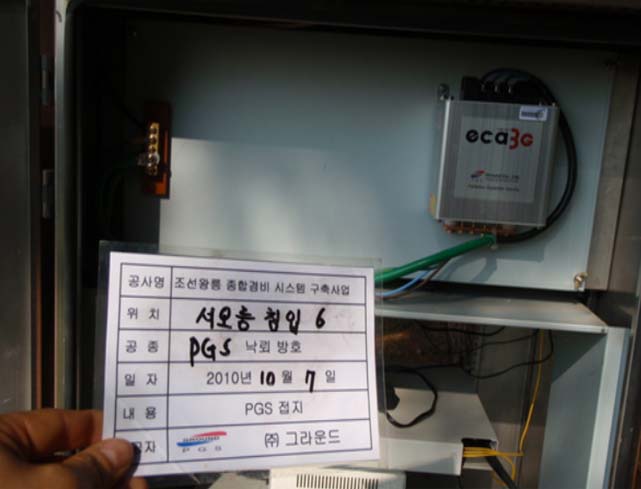 eca3G
공사명 조선왕릉 종합경비 시스템 구축사업
위 치 서오릉 침입 6
공 종 PGS 낙뢰 방호
일 자 2010년 10 월 7 일
내 용 PGS 접지
자 PGS ㈜ 그라운드